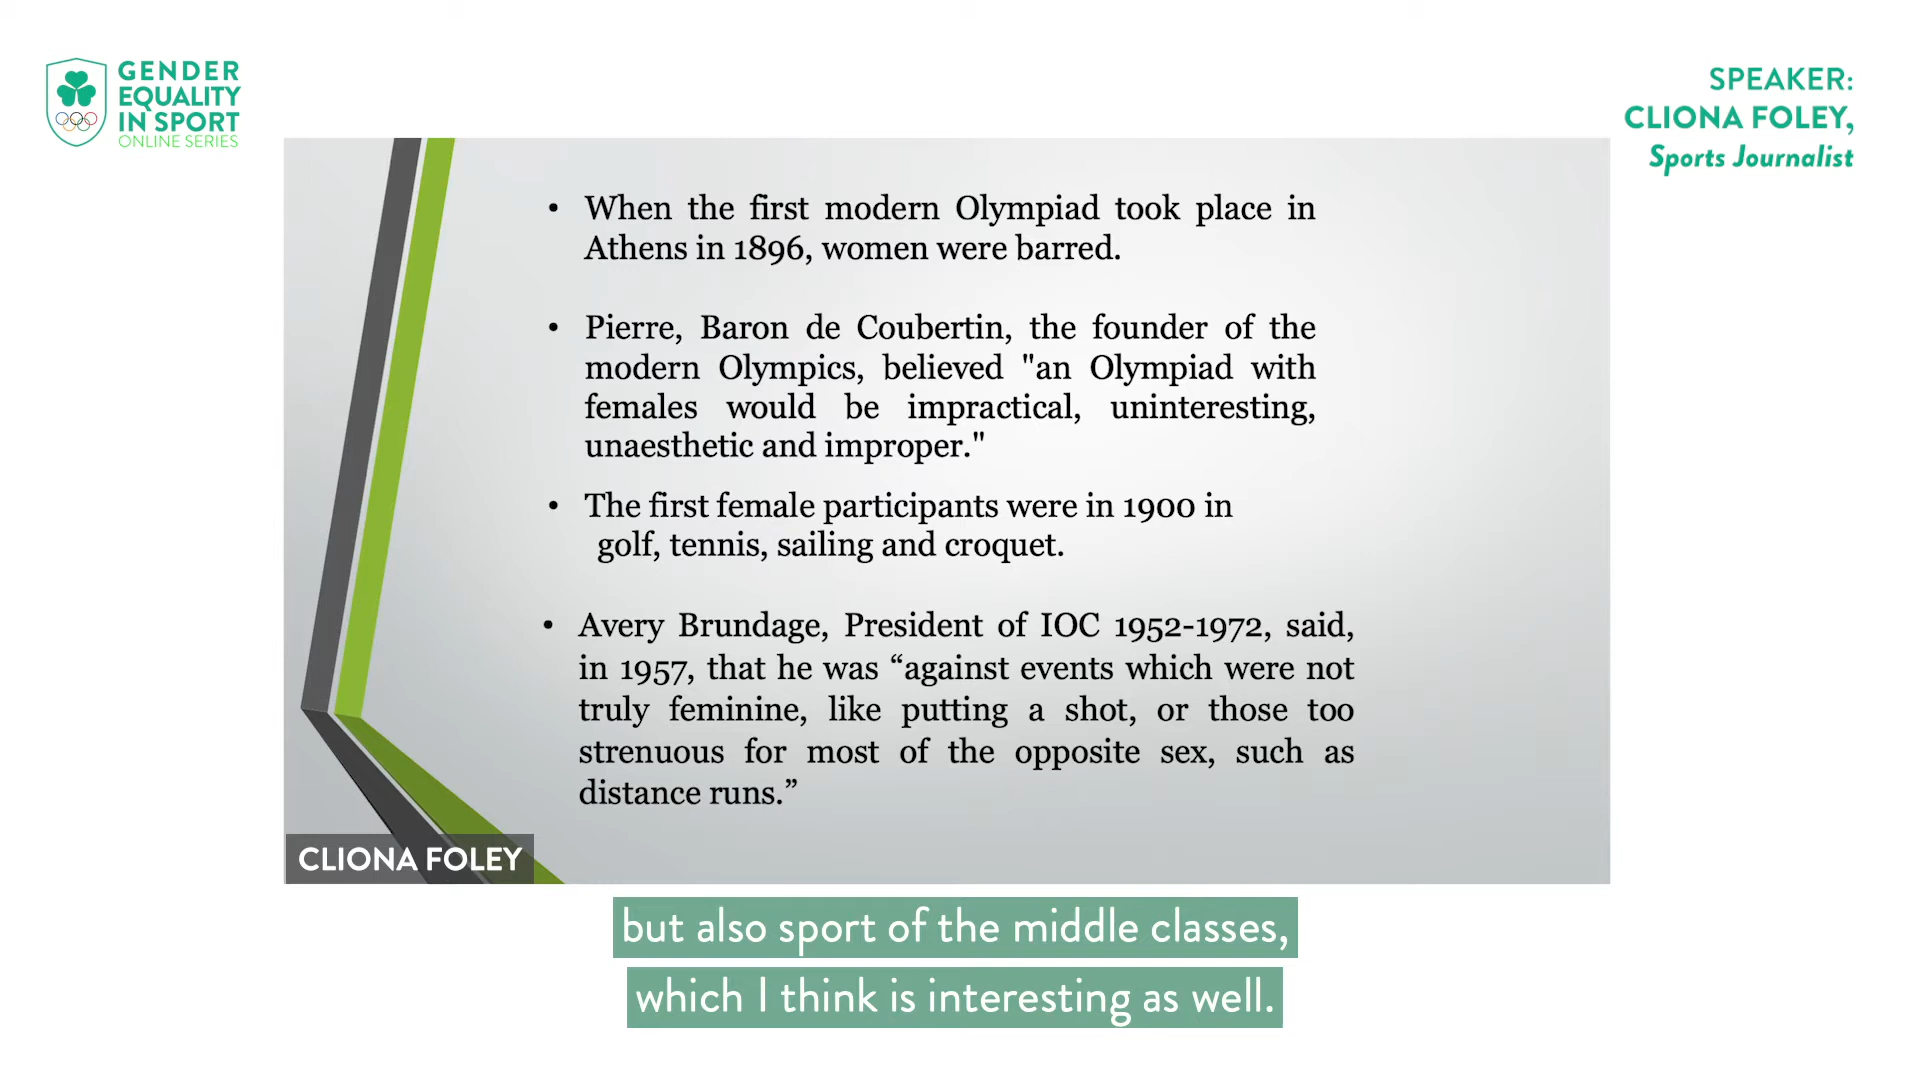 GENDER
EQUALITY
IN SPORT
ONLINE SERIES
SPEAKER:
CLIONA FOLEY,
Sports Journalist
• When the first modern Olympiad took place in
Athens in 1896, women were barred.
• Pierre, Baron de Coubertin, the founder of the
modern Olympics, believed "an Olympiad with
females would be impractical, uninteresting,
unaesthetic and improper."
• The first female participants were in 1900 in
golf, tennis, sailing and croquet.
• Avery Brundage, President of IOC 1952-1972, said,
in 1957, that he was “against events which were not
truly feminine, like putting a shot, or those too
strenuous for most of the opposite sex, such as
distance runs.”
CLIONA FOLEY
but also sport of the middle classes,
which I think is interesting as well.